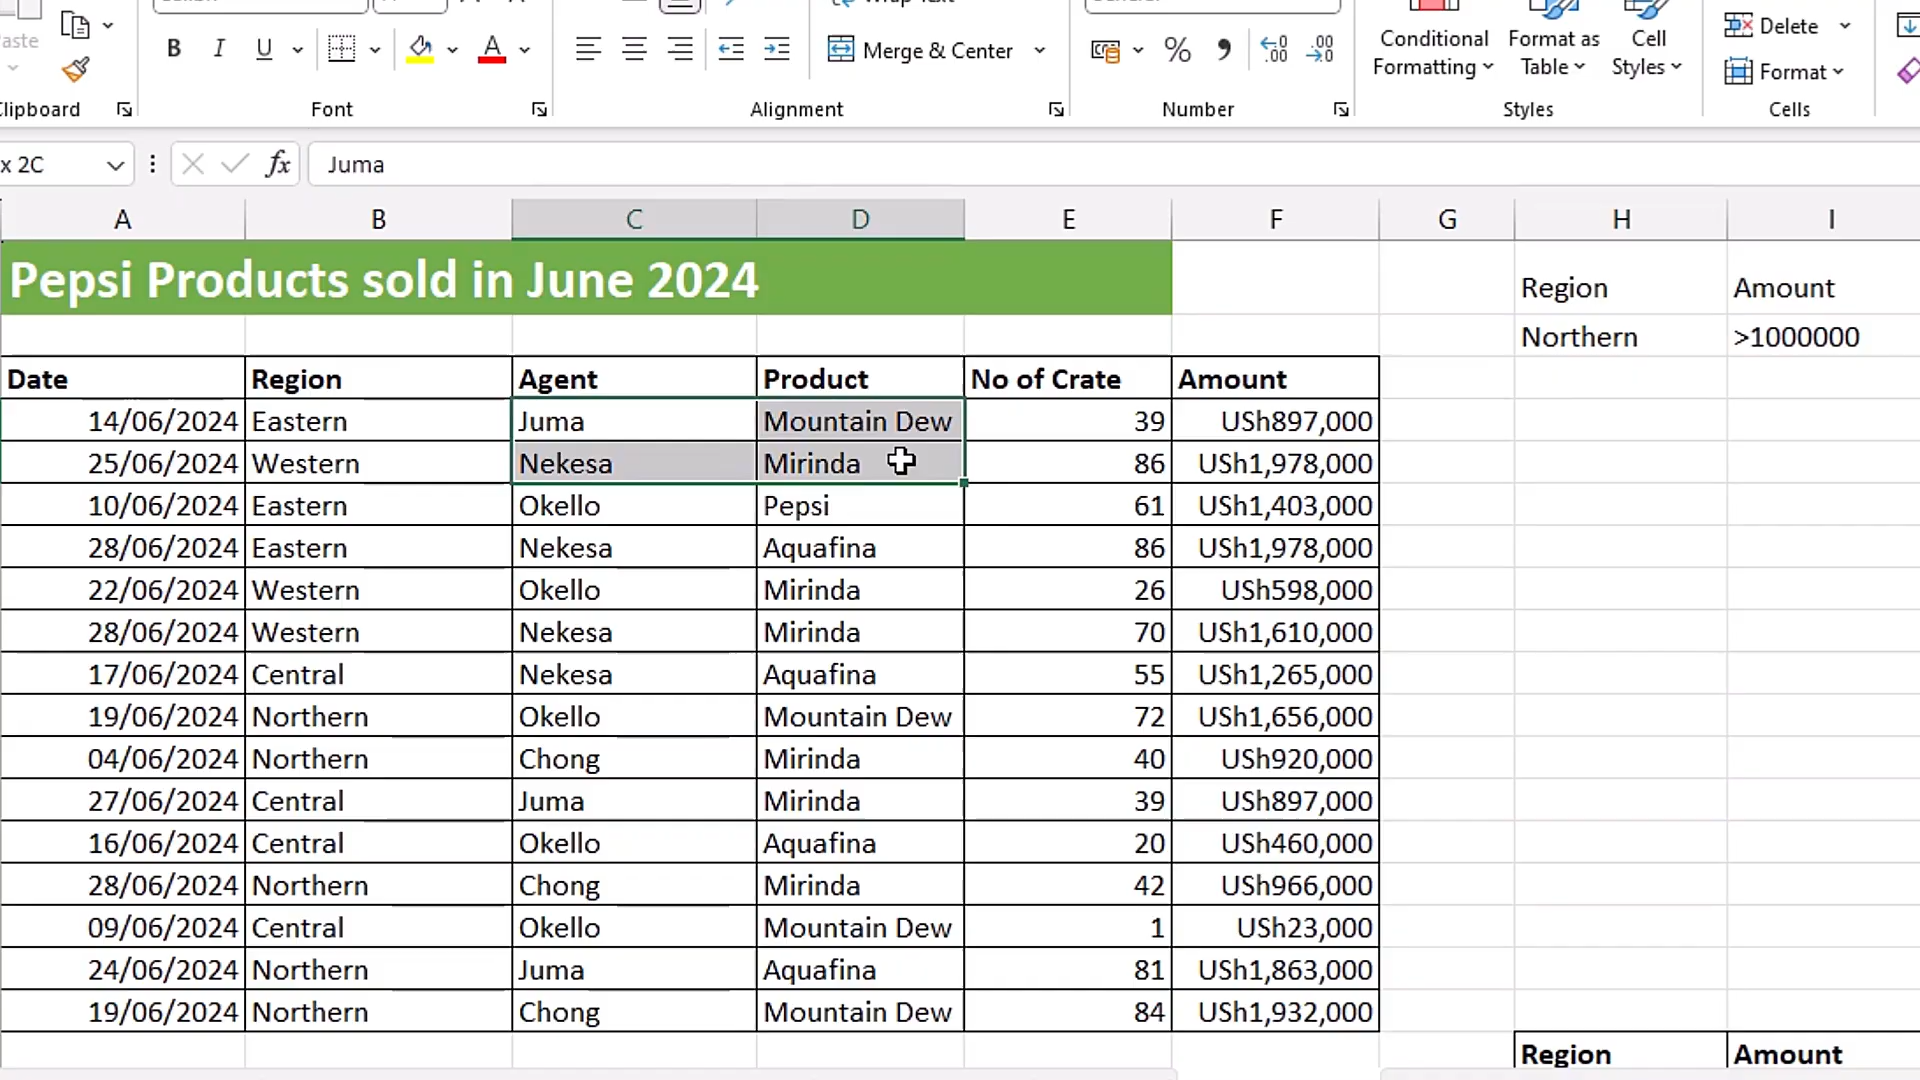 Merge & Center
%
Conditional Formatting
Format as Table
Cell Styles
Delete
Format
Clipboard
Font
Alignment
Number
Styles
Cells
x 2C
fx
Juma
A B C D E F G H I
Pepsi Products sold in June 2024
Region Amount
Northern >1000000
Date Region Agent Product No of Crate Amount
14/06/2024 Eastern Juma Mountain Dew 39 USh897,000
25/06/2024 Western Nekesa Mirinda 86 USh1,978,000
10/06/2024 Eastern Okello Pepsi 61 USh1,403,000
28/06/2024 Eastern Nekesa Aquafina 86 USh1,978,000
22/06/2024 Western Okello Mirinda 26 USh598,000
28/06/2024 Western Nekesa Mirinda 70 USh1,610,000
17/06/2024 Central Nekesa Aquafina 55 USh1,265,000
19/06/2024 Northern Okello Mountain Dew 72 USh1,656,000
04/06/2024 Northern Chong Mirinda 40 USh920,000
27/06/2024 Central Juma Mirinda 39 USh897,000
16/06/2024 Central Okello Aquafina 20 USh460,000
28/06/2024 Northern Chong Mirinda 42 USh966,000
09/06/2024 Central Okello Mountain Dew 1 USh23,000
24/06/2024 Northern Juma Aquafina 81 USh1,863,000
19/06/2024 Northern Chong Mountain Dew 84 USh1,932,000
Region Amount